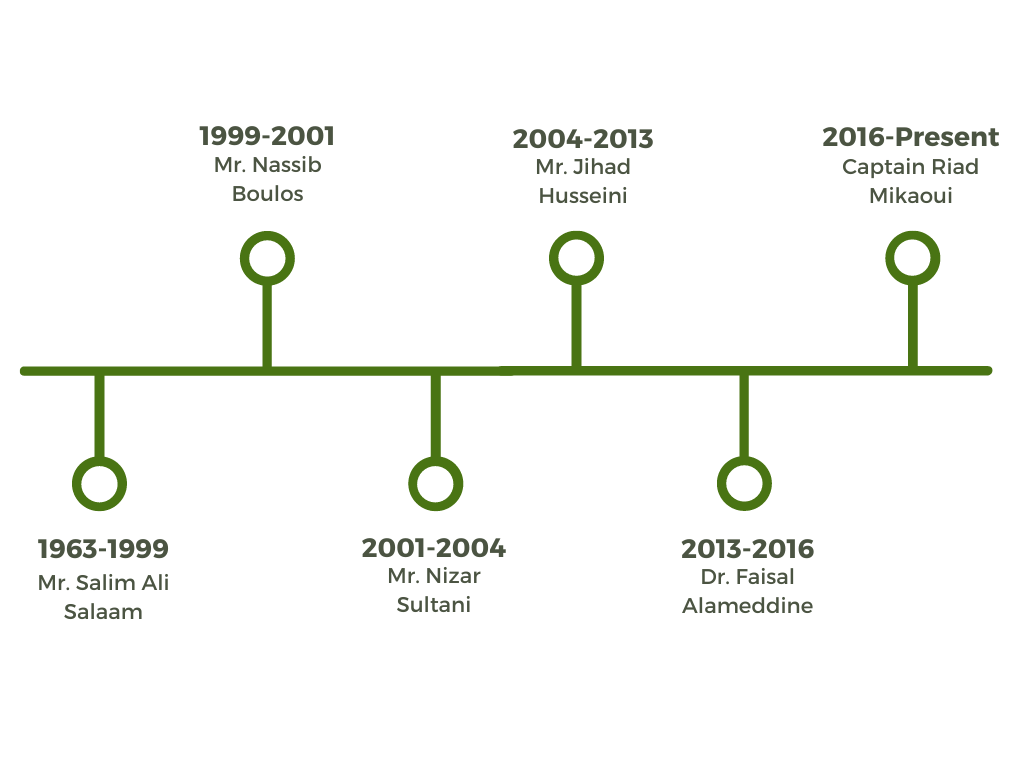 1999-2001
Mr. Nassib
Boulos
2004-2013
Mr. Jihad
Husseini
2016-Present
Captain Riad
Mikaoui
1963-1999
Mr. Salim Ali
Salaam
2001-2004
Mr. Nizar
Sultani
2013-2016
Dr. Faisal
Alameddine